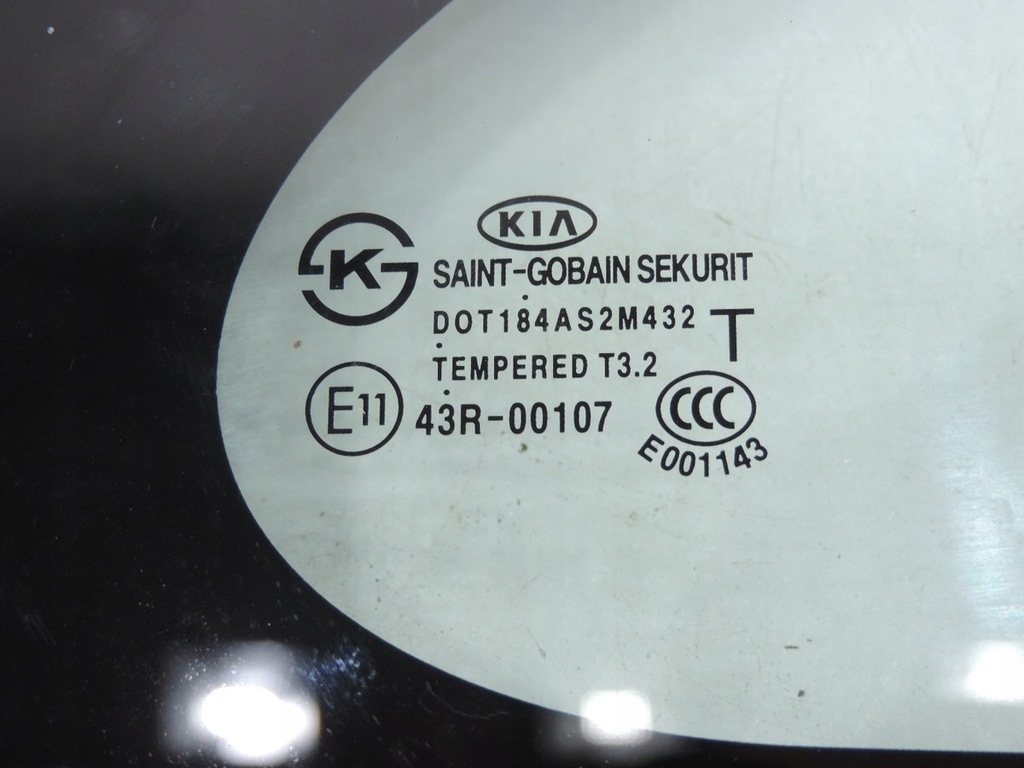 KIA
K
SAINT-GOBAIN SEKURIT
DOT184AS2M432
T
TEMPERED T3.2
E11
43R-00107
CCC
E001143